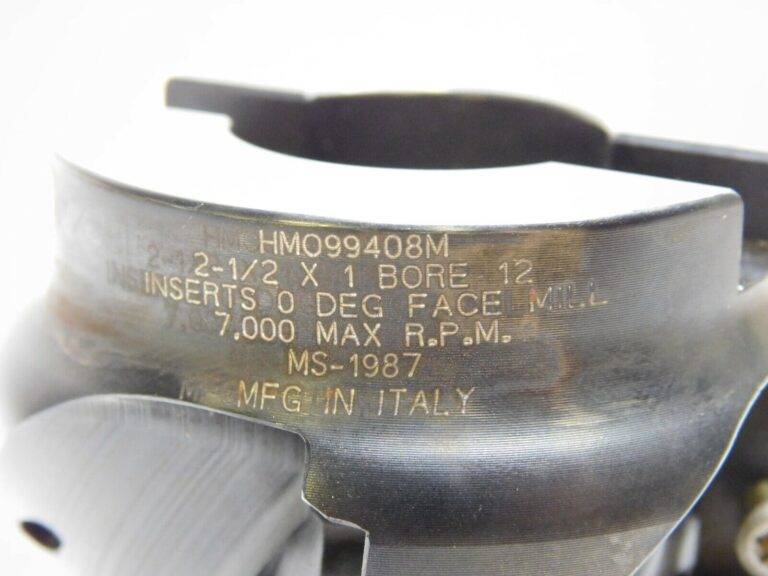 HM099408M
2-1/2 X 1 BORE 12
INSERTS 0 DEG FACE MILL
7,000 MAX R.P.M.
MS-1987
MFG IN ITALY